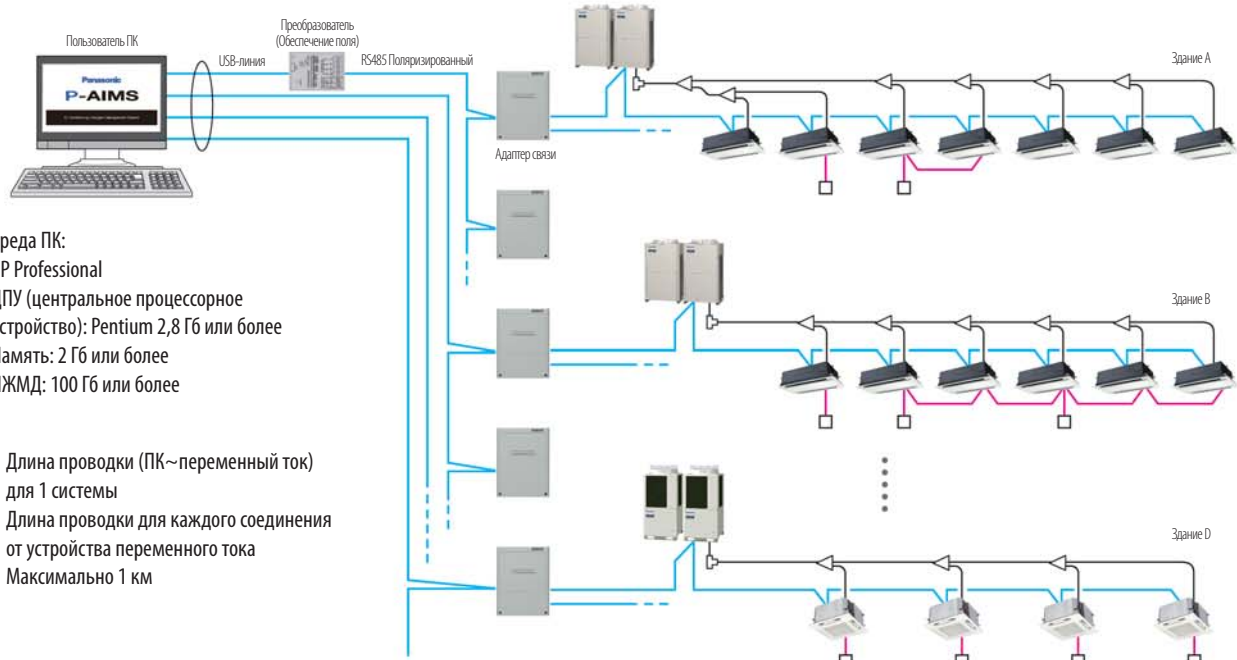 Пользователь ПК
Panasonic
P-AIMS
USB-линия
Преобразователь
(Обеспечение поля)
RS485 Поляризированный
Адаптер связи
Здание A
Здание B
Здание D
реда ПК:
P Professional
ПУ (центральное процессорное
стройство): Pentium 2,8 Гб или более
амять: 2 Гб или более
ЖМД: 100 Гб или более
Длина проводки (ПК~переменный ток)
для 1 системы
Длина проводки для каждого соединения
от устройства переменного тока
Максимально 1 км